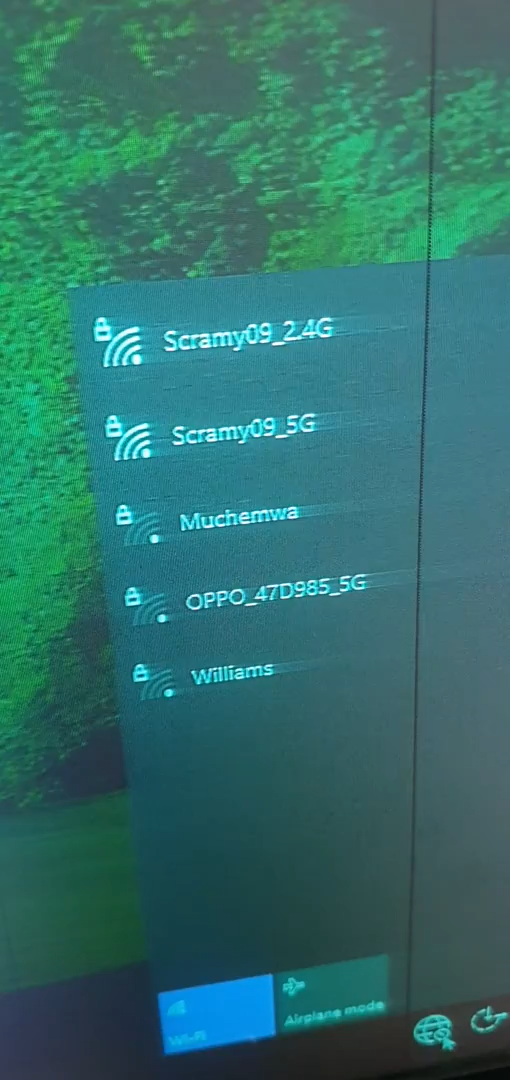 Scramy09_2.4G
Scramy09_5G
Muchemwa
OPPO_47D985_5G
Williams
Wi-Fi
Airplane mode